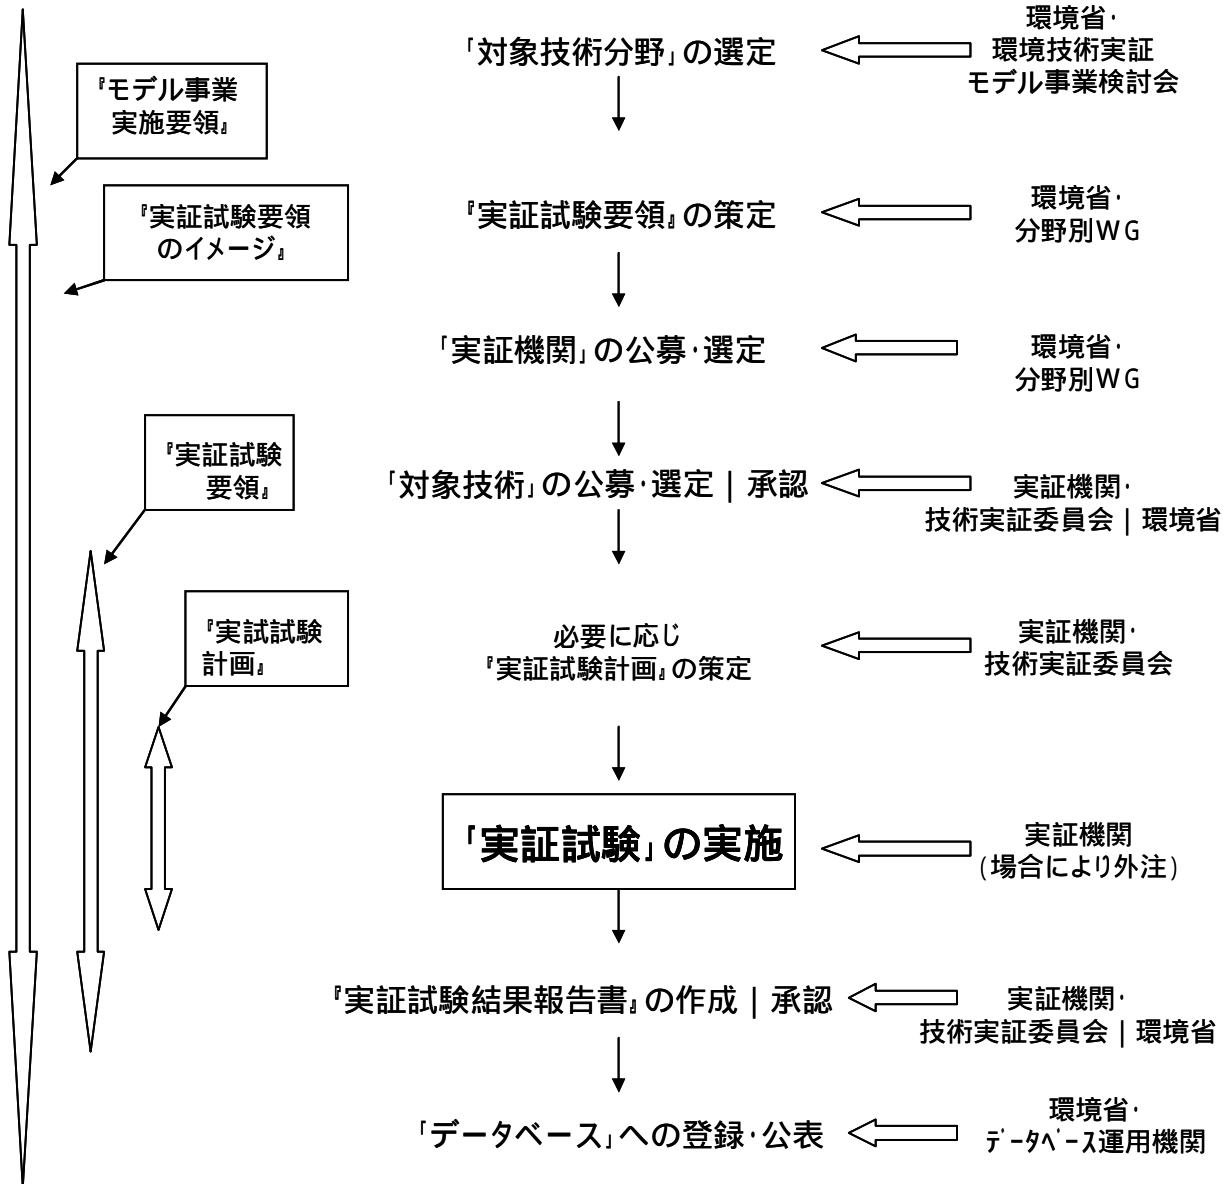 「対象技術分野」の選定
環境省・
環境技術実証
モデル事業検討会
『モデル事業
実施要領』
『実証試験要領
のイメージ』
『実証試験要領』の策定
環境省・
分野別WG
「実証機関」の公募・選定
環境省・
分野別WG
『実証試験
要領』
「対象技術」の公募・選定 | 承認
実証機関・
技術実証委員会 | 環境省
『実試試験
計画』
必要に応じ
『実証試験計画』の策定
実証機関・
技術実証委員会
「実証試験」の実施
実証機関
(場合により外注)
『実証試験結果報告書』の作成 | 承認
実証機関・
技術実証委員会 | 環境省
「データベース」への登録・公表
環境省・
データベース運用機関